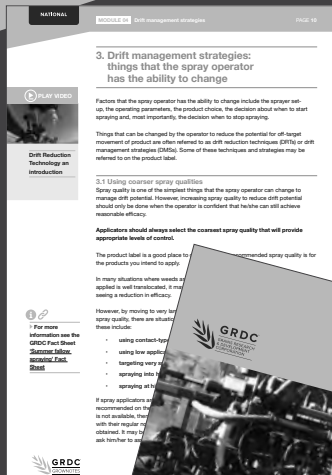 NATIONAL
MODULE 04 Drift management strategies
PAGE
3. Drift management strategies:
things that the spray operator
has the ability to change
PLAY VIDEO
Drift Reduction
Technology an
introduction
Factors that the spray operator has the ability to change include the sprayer set-
up, the operating parameters, the product choice, the decision about when to start
spraying and, most importantly, the decision when to stop spraying.
Things that can be changed by the operator to reduce the potential for off-target
movement of product are often referred to as drift reduction techniques (DRTs) or drift
management strategies (DMSs). Some of these techniques and strategies may be
referred to on the product label.
3.1 Using coarser spray qualities
Spray quality is one of the simplest things that the spray operator can change to
manage drift potential. However, increasing spray quality to reduce drift potential
should only be done when the operator is confident that he/she can still achieve
reasonable efficacy.
Applicators should always select the coarsest spray quality that will provide
appropriate levels of control.
The product label is a good place to
ommended spray quality is for
the products you intend to apply.
In many situations where weeds a
applied is well translocated, it ma
seeing a reduction in efficacy.
However, by moving to very lar
spray quality, there are situatio
these include:
• using contact-typ
• using low applic
• targeting very s
• spraying into h
• spraying at h
If spray applicators a
recommended on the
is not available, then
with their regular no
obtained. It may b
ask him/her to as
For more
information see the
GRDC Fact Sheet
'Summer fallow
spraying' Fact
Sheet
GRDC
GRAINS RESEARCH
& DEVELOPMENT
CORPORATION
GRDC
GROWNOTES